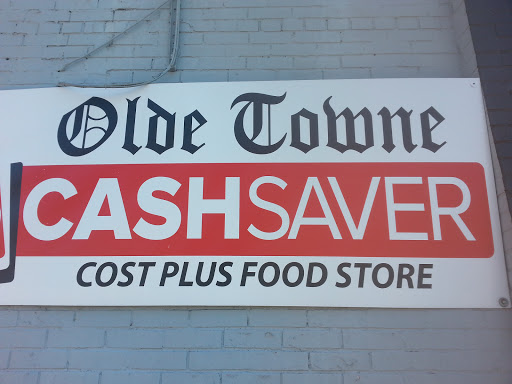 Olde Towne
CASHSAVER
COST PLUS FOOD STORE